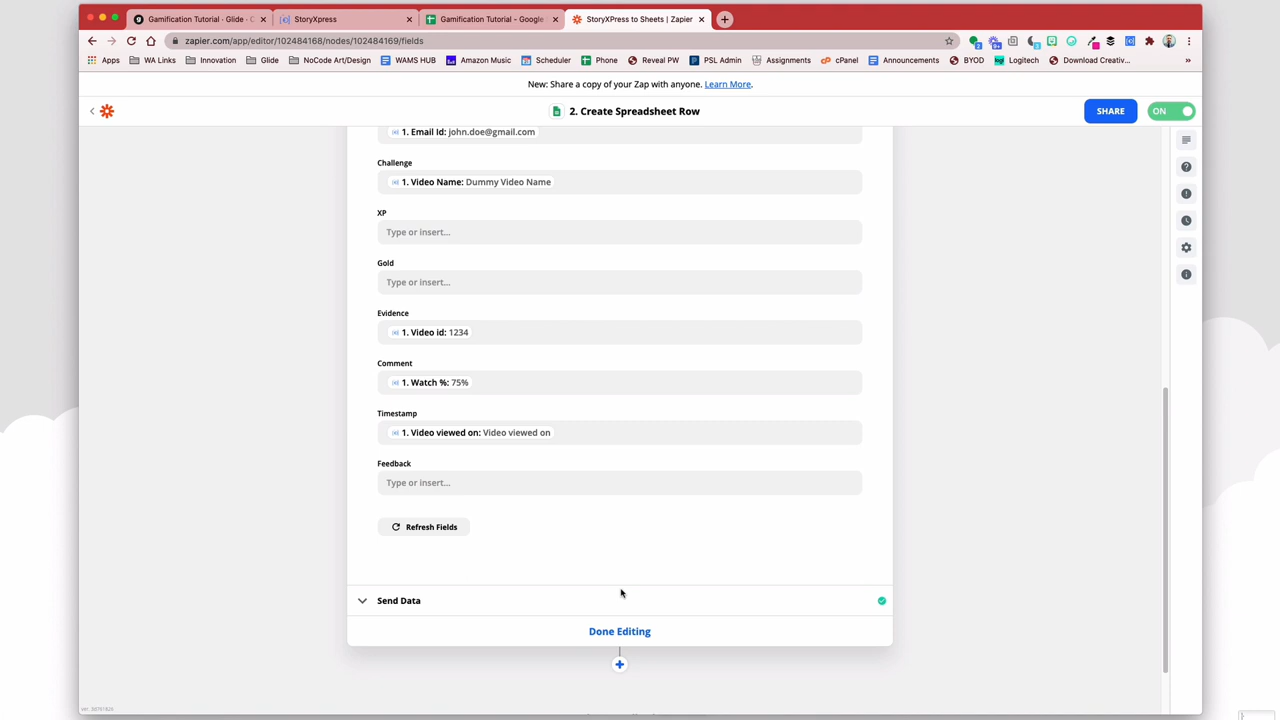 Gamification Tutorial · Glide · C
StoryXpress
Gamification Tutorial - Google
StoryXPress to Sheets | Zapier
zapier.com/app/editor/102484168/nodes/102484169/fields
Apps
WA Links
Innovation
Glide
NoCode Art/Design
WAMS HUB
Amazon Music
Scheduler
Phone
Reveal PW
PSL Admin
Assignments
cPanel
Announcements
BYOD
Logitech
Download Creativ...
»
New: Share a copy of your Zap with anyone. Learn More.
2. Create Spreadsheet Row
SHARE
ON
1. Email Id: john.doe@gmail.com
Challenge
1. Video Name: Dummy Video Name
XP
Type or insert...
Gold
Type or insert...
Evidence
1. Video id: 1234
Comment
1. Watch %: 75%
Timestamp
1. Video viewed on: Video viewed on
Feedback
Type or insert...
Refresh Fields
Send Data
Done Editing